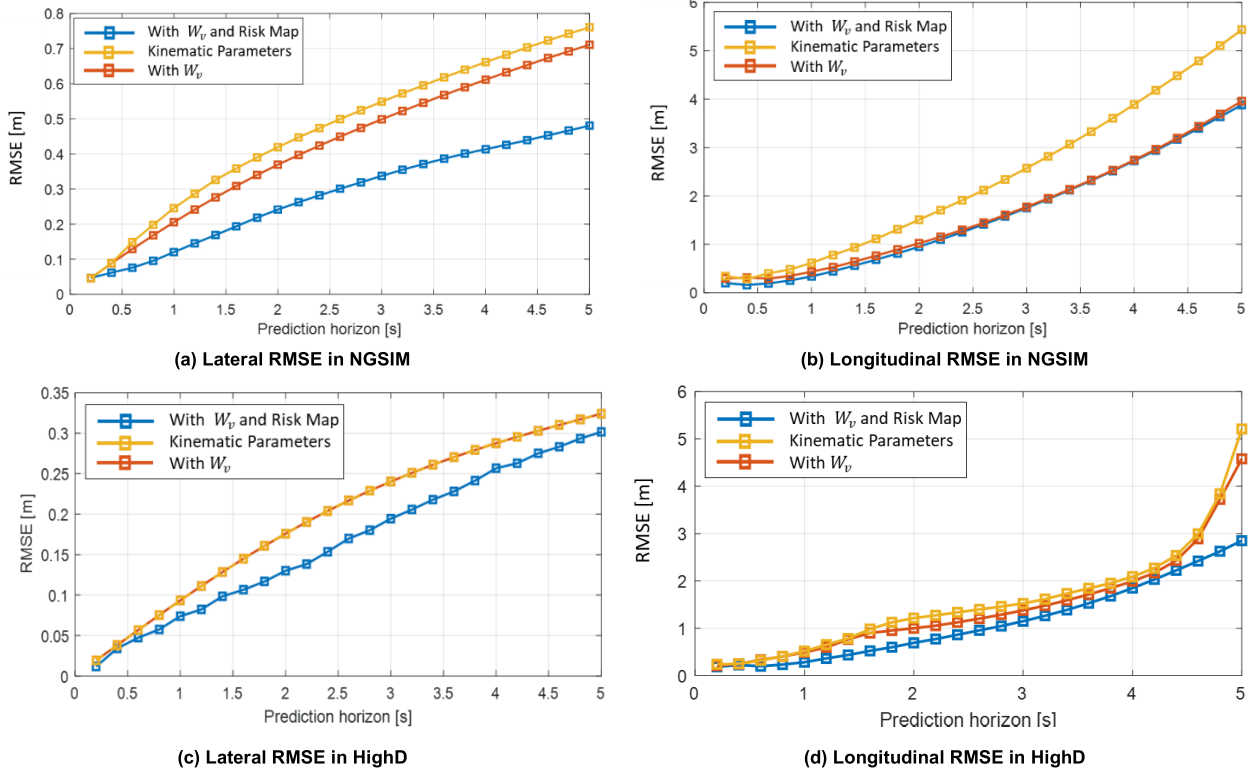 0.8
0.7
0.6
0.5
0.4
0.3
0.2
0.1
0
RMSE [m]
With W_v and Risk Map
Kinematic Parameters
With W_v
0 0.5 1 1.5 2 2.5 3 3.5 4 4.5 5
Prediction horizon [s]
(a) Lateral RMSE in NGSIM
6
5
4
3
2
1
0
RMSE [m]
With W_v and Risk Map
Kinematic Parameters
With W_v
0 0.5 1 1.5 2 2.5 3 3.5 4 4.5 5
Prediction horizon [s]
(b) Longitudinal RMSE in NGSIM
0.35
0.3
0.25
0.2
0.15
0.1
0.05
0
RMSE [m]
With W_v and Risk Map
Kinematic Parameters
With W_v
0 0.5 1 1.5 2 2.5 3 3.5 4 4.5 5
Prediction horizon [s]
(c) Lateral RMSE in HighD
6
5
4
3
2
1
0
RMSE [m]
With W_v and Risk Map
Kinematic Parameters
With W_v
0 1 2 3 4 5
Prediction horizon [s]
(d) Longitudinal RMSE in HighD